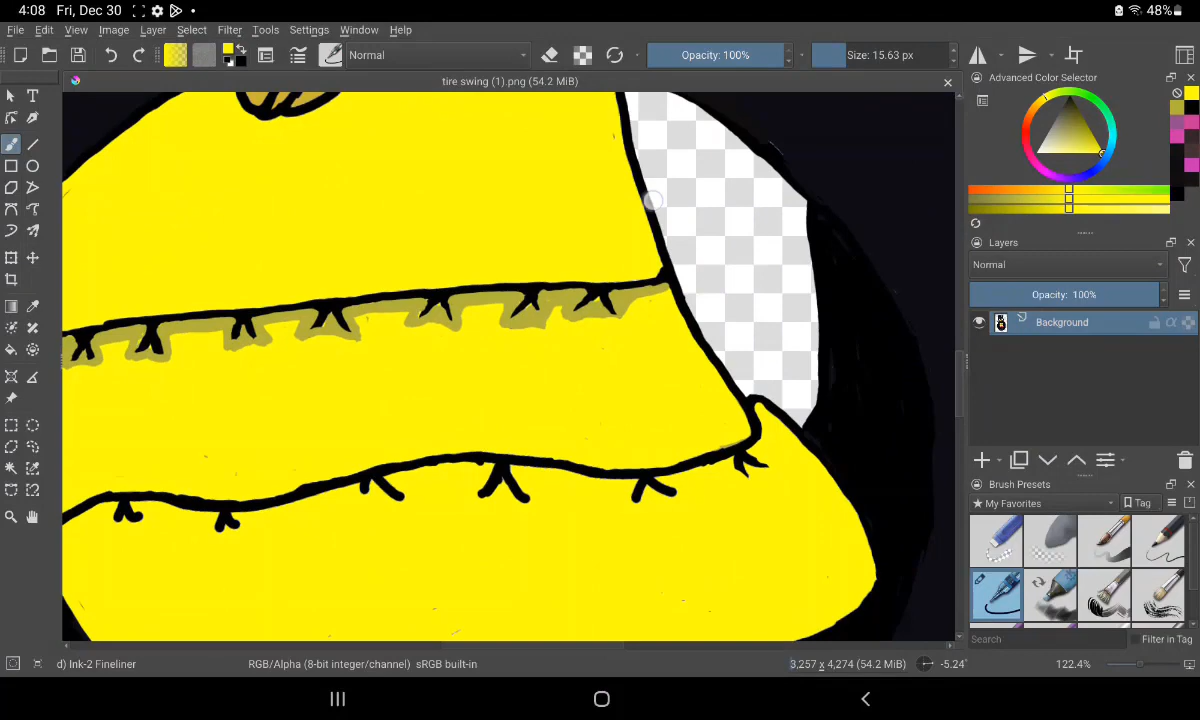 4:08 Fri, Dec 30 48%
File Edit View Image Layer Select Filter Tools Settings Window Help
Normal Opacity: 100% Size: 15.63 px
tire swing (1).png (54.2 MiB)
Advanced Color Selector
Layers
Normal
Opacity: 100%
Background
Brush Presets
★ My Favorites Tag
Search Filter in Tag
d) Ink-2 Fineliner RGB/Alpha (8-bit integer/channel) sRGB built-in 3,257 x 4,274 (54.2 MiB) -5.24° 122.4%